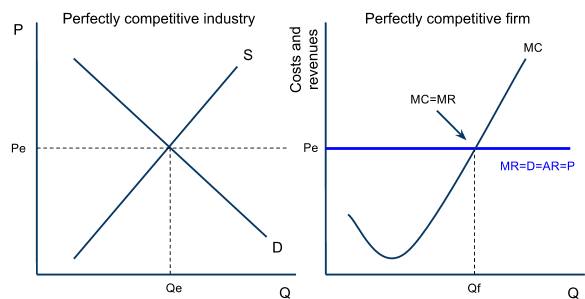 Perfectly competitive industry
P
S
Pe
D
Qe
Q
Perfectly competitive firm
Costs and
revenues
MC
MC=MR
Pe
MR=D=AR=P
Qf
Q